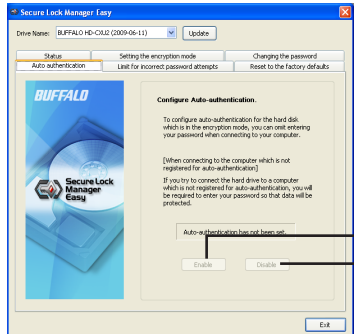 Secure Lock Manager Easy
Drive Name: BUFFALO HD-CXU2 (2009-06-11) Update
Status Setting the encryption mode Changing the password
Auto authentication Limit for incorrect password attempts Reset to the factory defaults
BUFFALO
Secure Lock
Manager
Easy
Configure Auto-authentication.
To configure auto-authentication for the hard disk
which is in the encryption mode, you can omit entering
your password when connecting to your computer.
[When connecting to the computer which is not
registered for auto-authentication]
If you try to connect the hard drive to a computer
which is not registered for auto-authentication, you will
be required to enter your password so that data will be
protected.
Auto-authentication has not been set.
Enable Disable
Exit